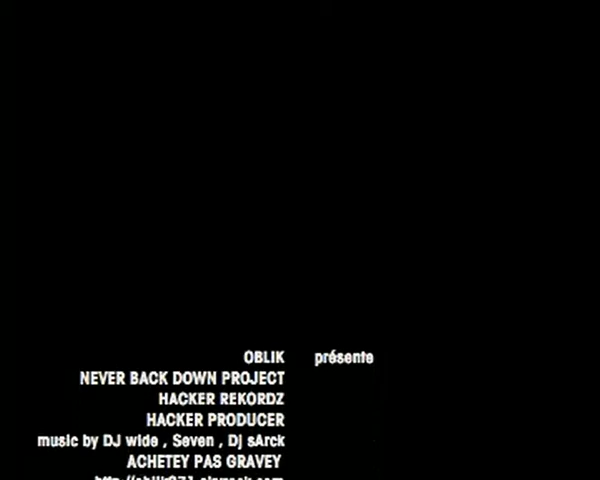 OBLIK présente
NEVER BACK DOWN PROJECT
HACKER REKORDZ
HACKER PRODUCER
music by DJ wide , Seven , Dj sArck
ACHETEY PAS GRAVEY